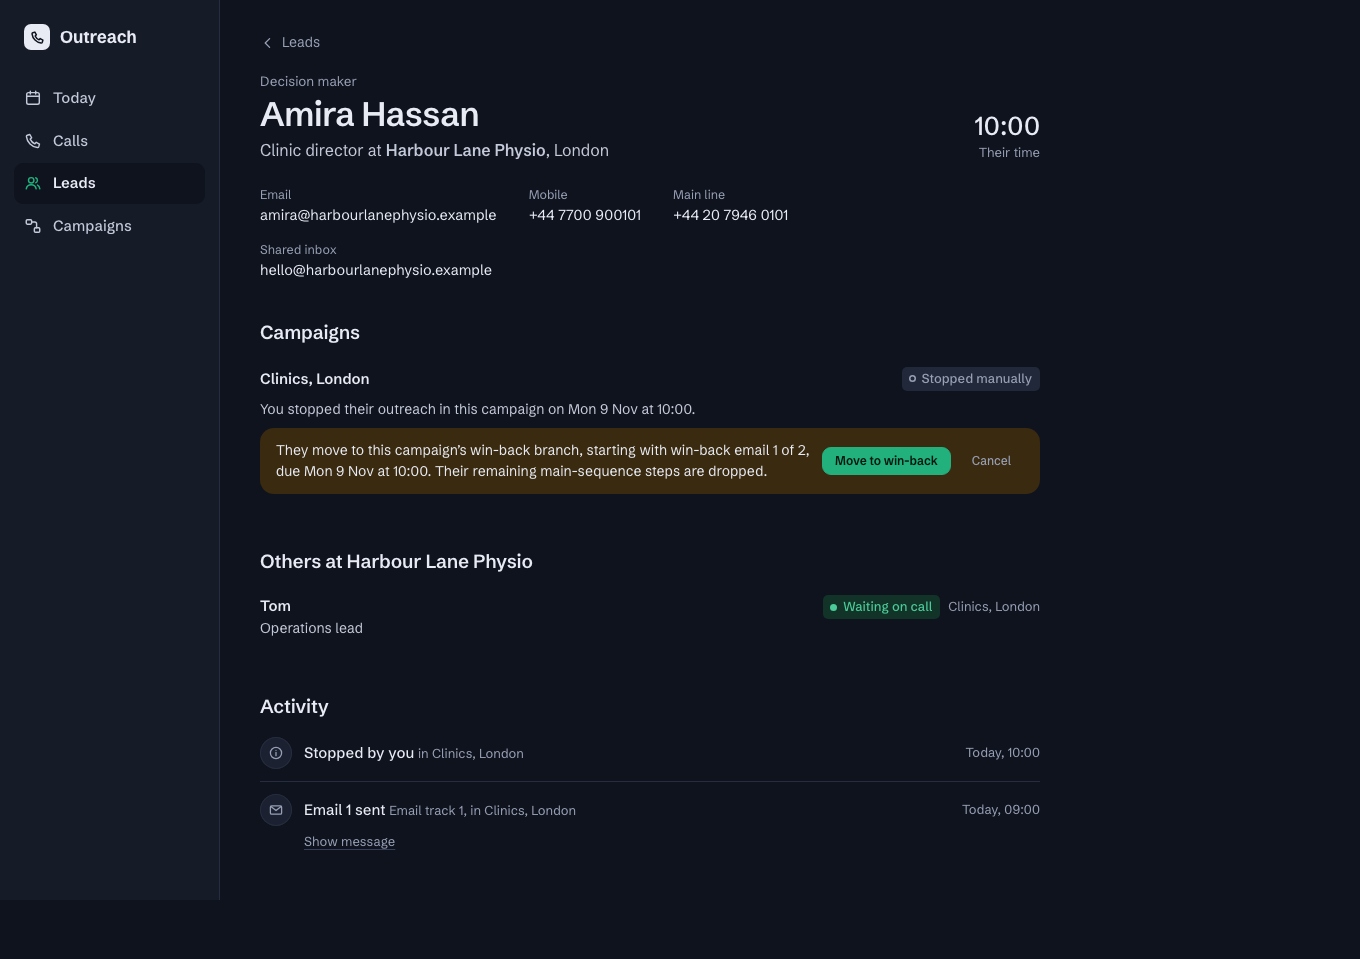 Outreach
Today
Calls
Leads
Campaigns
Leads
Decision maker
Amira Hassan
Clinic director at Harbour Lane Physio, London
10:00
Their time
Email
amira@harbourlanephysio.example
Mobile
+44 7700 900101
Main line
+44 20 7946 0101
Shared inbox
hello@harbourlanephysio.example
Campaigns
Clinics, London
Stopped manually
You stopped their outreach in this campaign on Mon 9 Nov at 10:00.
They move to this campaign's win-back branch, starting with win-back email 1 of 2,
due Mon 9 Nov at 10:00. Their remaining main-sequence steps are dropped.
Move to win-back
Cancel
Others at Harbour Lane Physio
Tom
Operations lead
Waiting on call
Clinics, London
Activity
Stopped by you in Clinics, London
Today, 10:00
Email 1 sent Email track 1, in Clinics, London
Today, 09:00
Show message